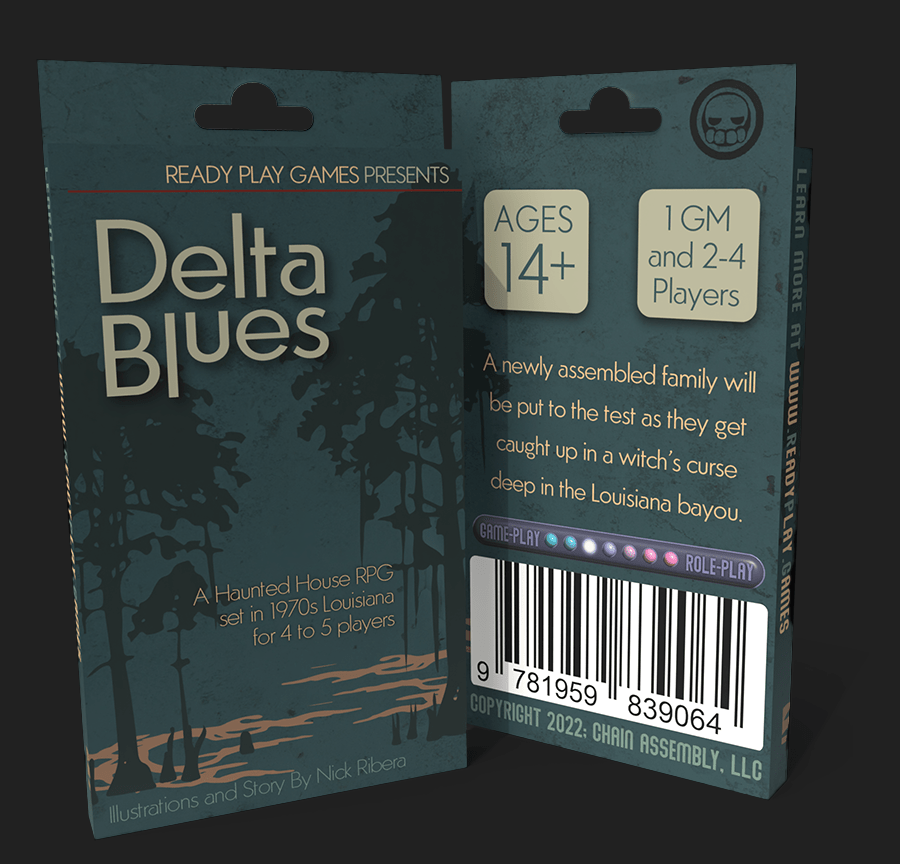 READY PLAY GAMES PRESENTS
Delta
Blues
A Haunted House RPG
set in 1970s Louisiana
for 4 to 5 players
Illustrations and Story By Nick Ribera
AGES
14+
1 GM
and 2-4
Players
A newly assembled family will
be put to the test as they get
caught up in a witch's curse
deep in the Louisiana bayou.
GAME-PLAY
ROLE-PLAY
9 781959 839064
COPYRIGHT 2022: CHAIN ASSEMBLY, LLC
LEARN MORE AT WWW.READYPLAY.GAMES